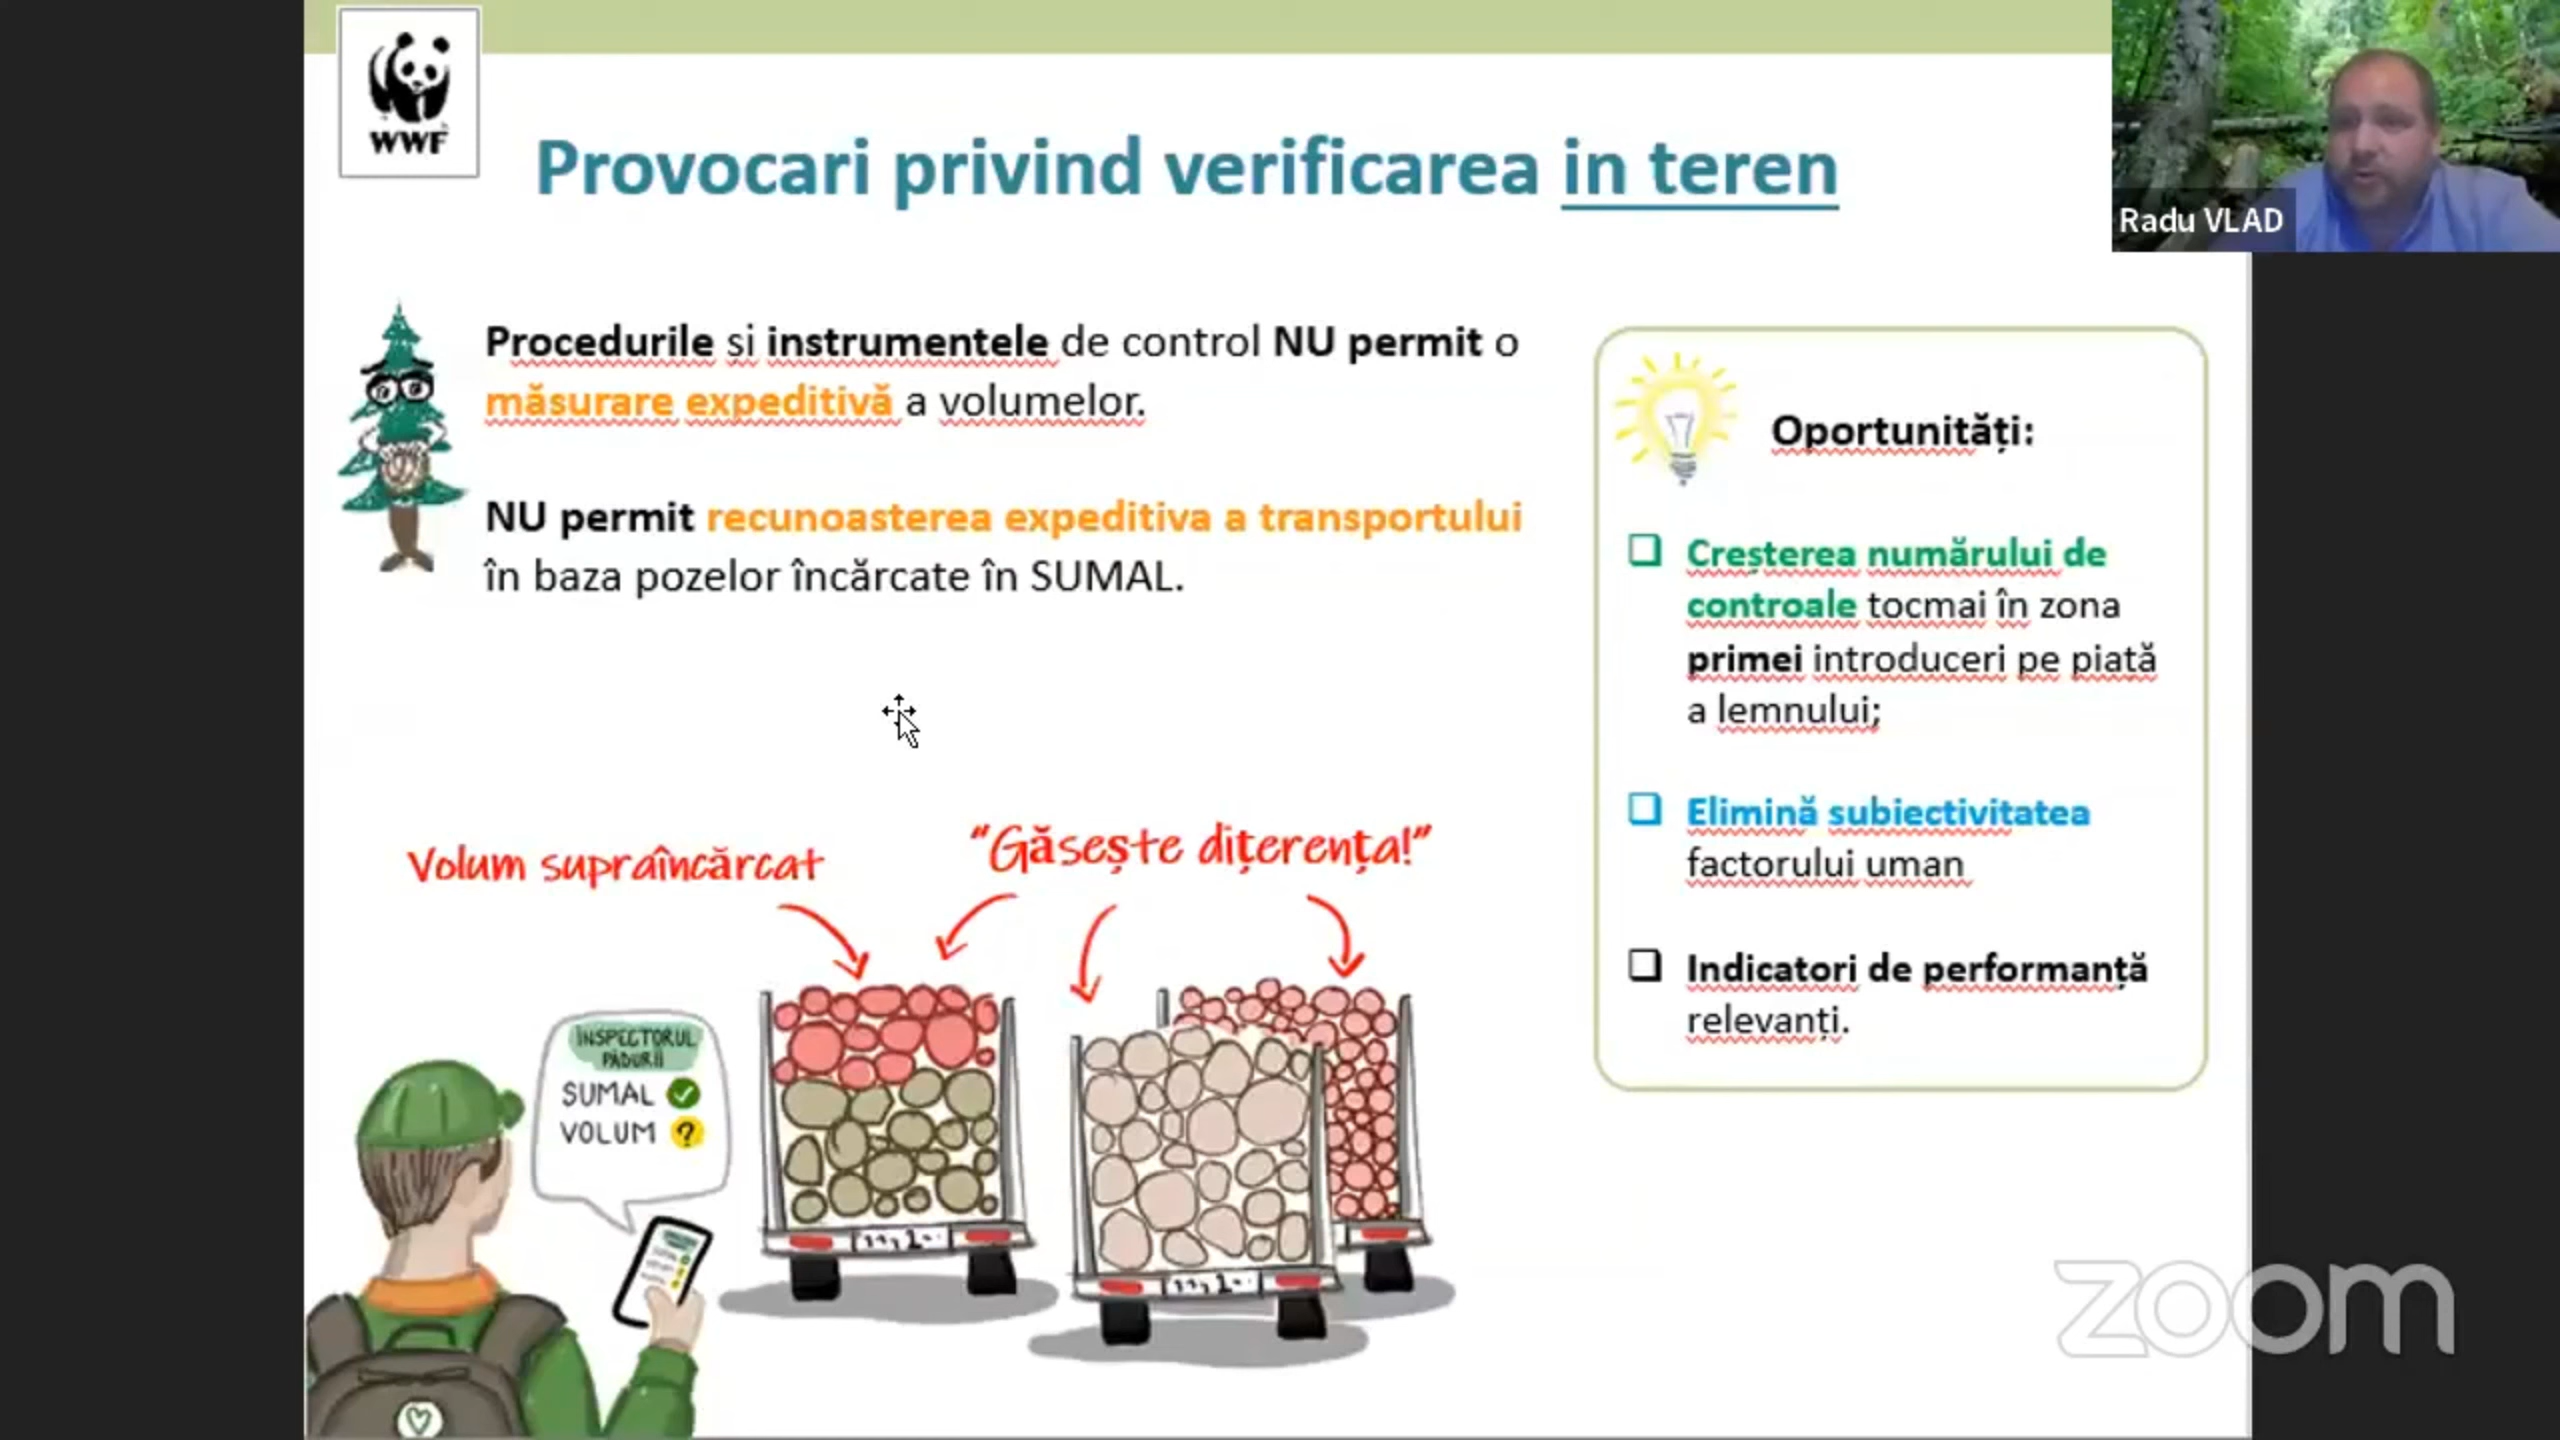 WWF
Provocari privind verificarea in teren
Radu VLAD
Procedurile si instrumentele de control NU permit o
măsurare expeditivă a volumelor.
NU permit recunoasterea expeditiva a transportului
în baza pozelor încărcate în SUMAL.
Oportunități:
Creșterea numărului de
controale tocmai în zona
primei introduceri pe piată
a lemnului;
Elimină subiectivitatea
factorului uman
Indicatori de performanță
relevanți.
Volum supraîncărcat
"Găsește dițerența!"
INSPECTORUL
PĂDURII
SUMAL
VOLUM ?
zoom